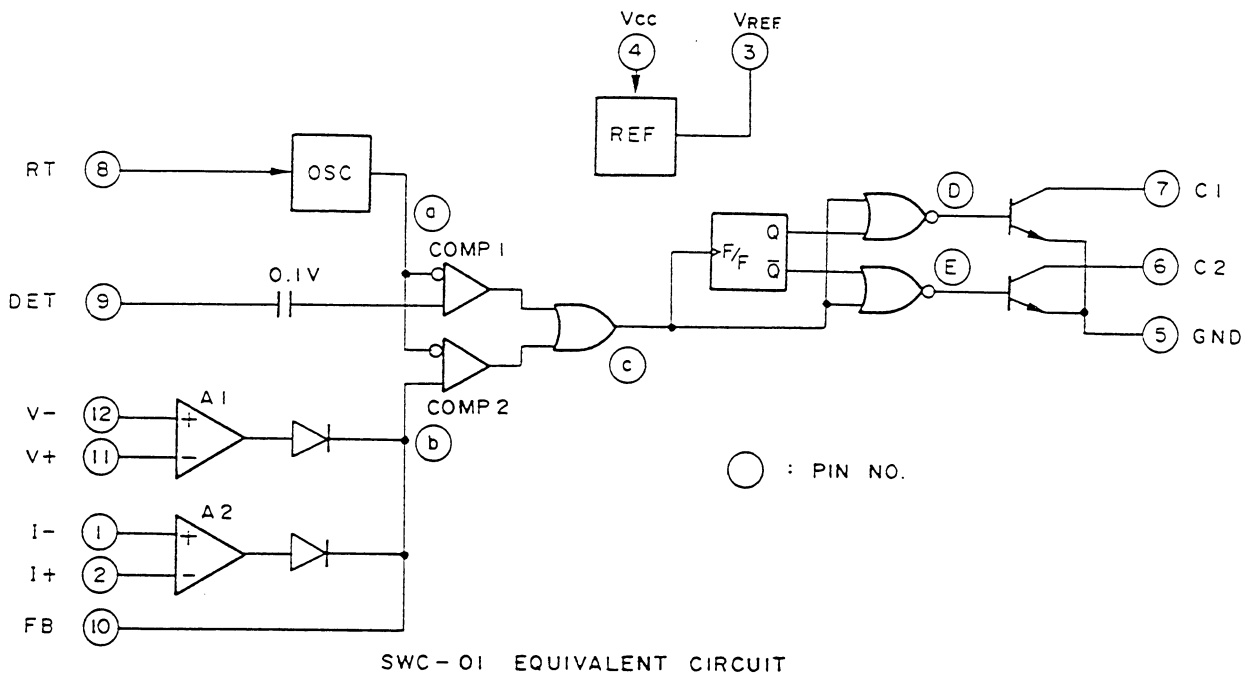 Vcc
VREF
4
3
REF
RT
8
OSC
a
COMP 1
0.1V
DET
9
F/F
Q
Q̅
D
E
7
C1
6
C2
5
GND
c
COMP 2
b
V-
12
V+
11
A1
+
−
I-
1
I+
2
A2
+
−
FB
10
: PIN NO.
SWC-01 EQUIVALENT CIRCUIT